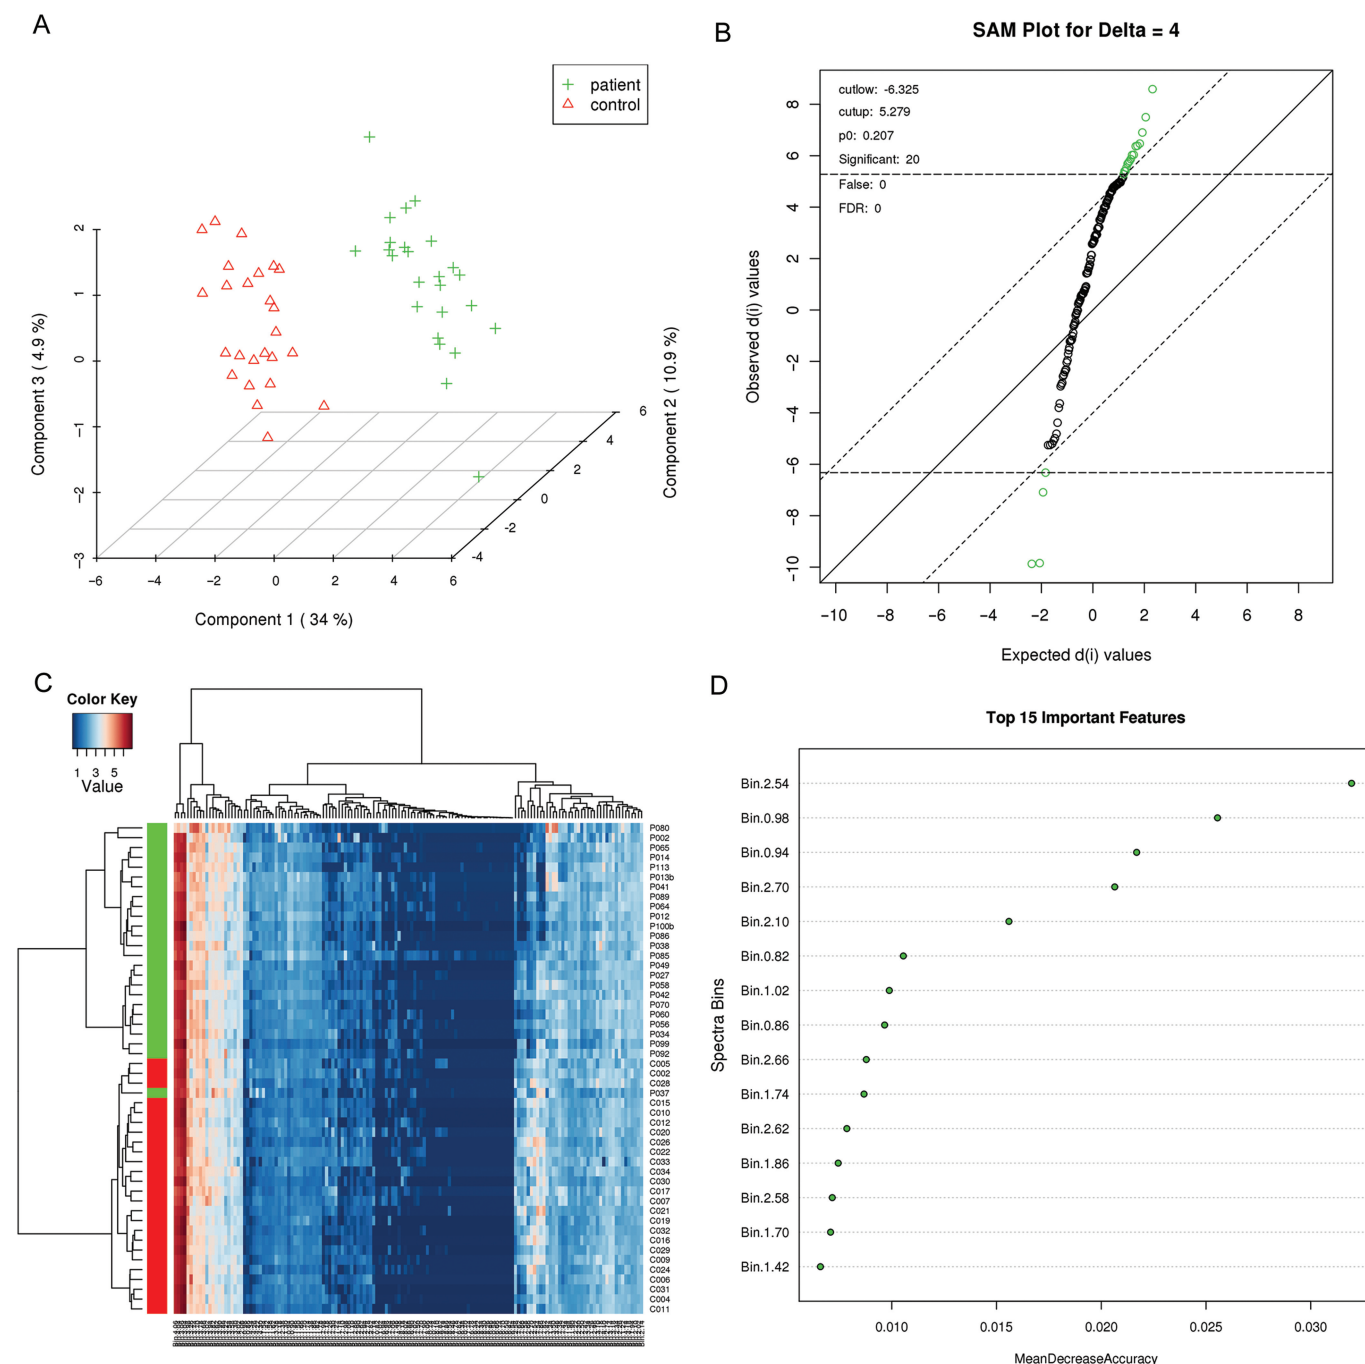 A
patient
control
2
1
0
−1
−2
−3
Component 3 ( 4.9 %)
−6
−4
−2
0
2
4
6
Component 1 ( 34 %)
-4
-2
0
2
4
6
Component 2 ( 10.9 %)
B
SAM Plot for Delta = 4
cutlow: -6.325
cutup: 5.279
p0: 0.207
Significant: 20
False: 0
FDR: 0
8
6
4
2
0
−2
−4
−6
−8
−10
Observed d(i) values
−10
−8
−6
−4
−2
0
2
4
6
8
Expected d(i) values
C
Color Key
1 3 5
Value
P080
P002
P065
P014
P113
P013b
P041
P089
P064
P012
P100b
P086
P038
P085
P049
P027
P058
P042
P070
P060
P056
P034
P099
P092
C005
C002
C028
P037
C015
C010
C012
C020
C026
C022
C033
C034
C030
C017
C007
C021
C019
C032
C016
C029
C009
C024
C006
C031
C004
C011
D
Top 15 Important Features
Spectra Bins
Bin.2.54
Bin.0.98
Bin.0.94
Bin.2.70
Bin.2.10
Bin.0.82
Bin.1.02
Bin.0.86
Bin.2.66
Bin.1.74
Bin.2.62
Bin.1.86
Bin.2.58
Bin.1.70
Bin.1.42
0.010
0.015
0.020
0.025
0.030
MeanDecreaseAccuracy